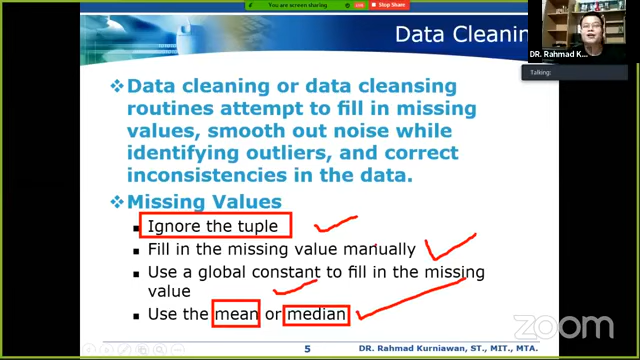 You are screen sharing
Stop Share
Data Cleanin
DR. Rahmad K...
Talking:
Data cleaning or data cleansing
routines attempt to fill in missing
values, smooth out noise while
identifying outliers, and correct
inconsistencies in the data.
Missing Values
Ignore the tuple
Fill in the missing value manually
Use a global constant to fill in the missing
value
Use the mean or median
5
DR. Rahmad Kurniawan, ST., MIT., MTA.
zoom